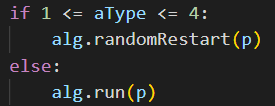 if 1 <= aType <= 4:
    alg.randomRestart(p)
else:
    alg.run(p)